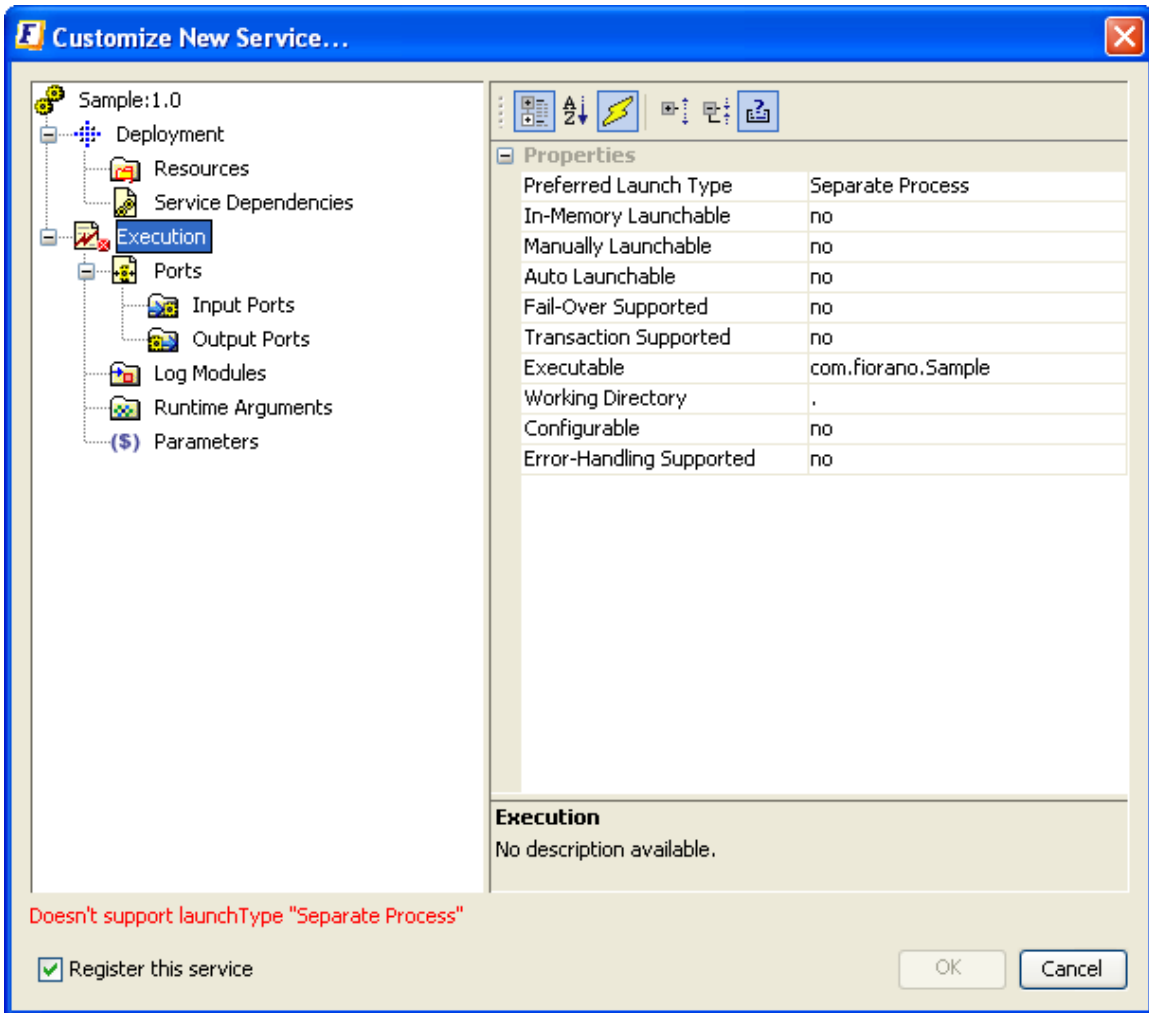 Customize New Service...
Sample:1.0
Deployment
Resources
Service Dependencies
Execution
Ports
Input Ports
Output Ports
Log Modules
Runtime Arguments
($) Parameters
Properties
Preferred Launch Type Separate Process
In-Memory Launchable no
Manually Launchable no
Auto Launchable no
Fail-Over Supported no
Transaction Supported no
Executable com.fiorano.Sample
Working Directory .
Configurable no
Error-Handling Supported no
Execution
No description available.
Doesn't support launchType "Separate Process"
Register this service
OK Cancel